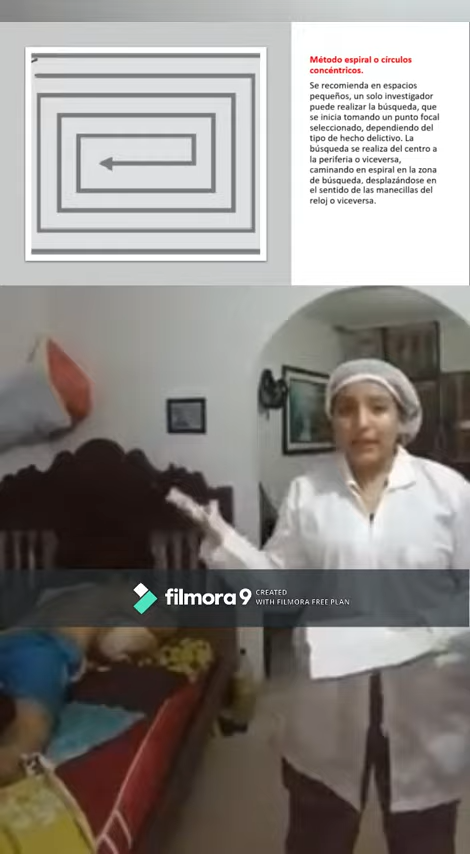 Método espiral o círculos
concéntricos.
Se recomienda en espacios
pequeños, un solo investigador
puede realizar la búsqueda, que
se inicia tomando un punto focal
seleccionado, dependiendo del
tipo de hecho delictivo. La
búsqueda se realiza del centro a
la periferia o viceversa,
caminando en espiral en la zona
de búsqueda, desplazándose en
el sentido de las manecillas del
reloj o viceversa.
filmora9 CREATED
WITH FILMORA FREE PLAN